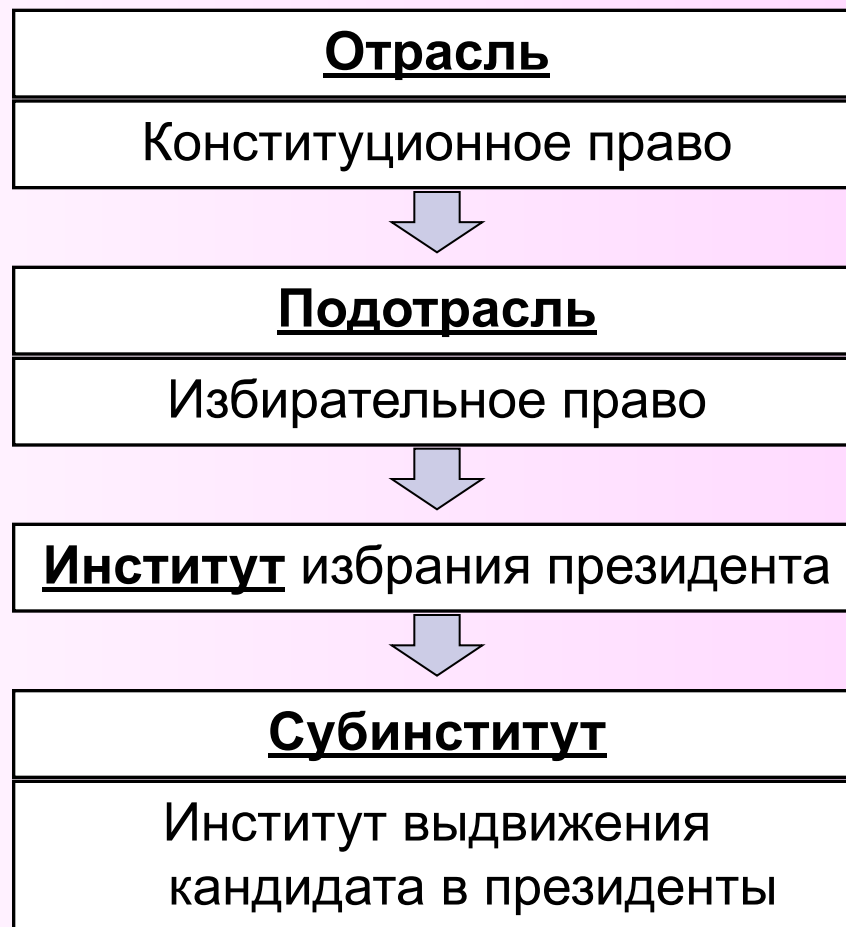 Отрасль
Конституционное право
Подотрасль
Избирательное право
Институт избрания президента
Субинститут
Институт выдвижения
кандидата в президенты